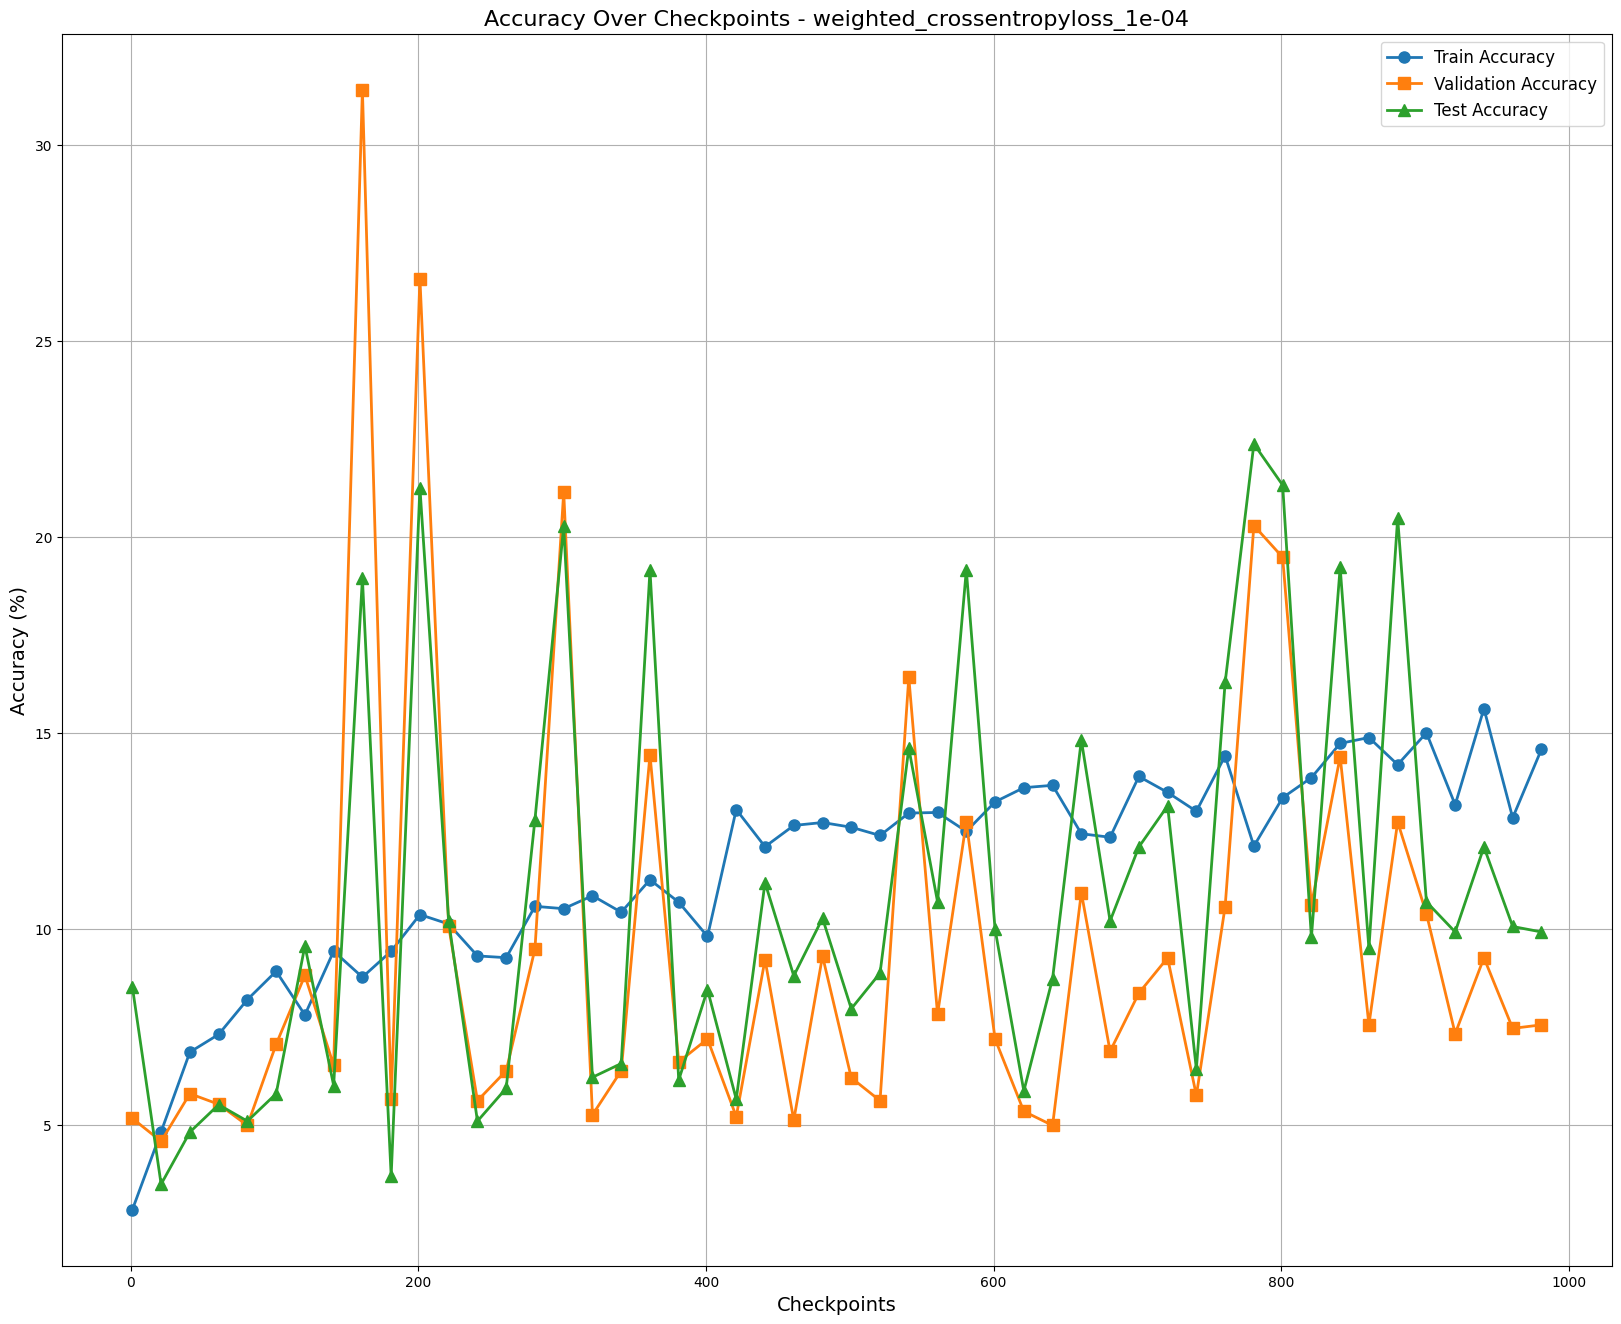 Accuracy Over Checkpoints - weighted_crossentropyloss_1e-04
Train Accuracy
Validation Accuracy
Test Accuracy
Accuracy (%)
30
25
20
15
10
5
0
200
400
600
800
1000
Checkpoints